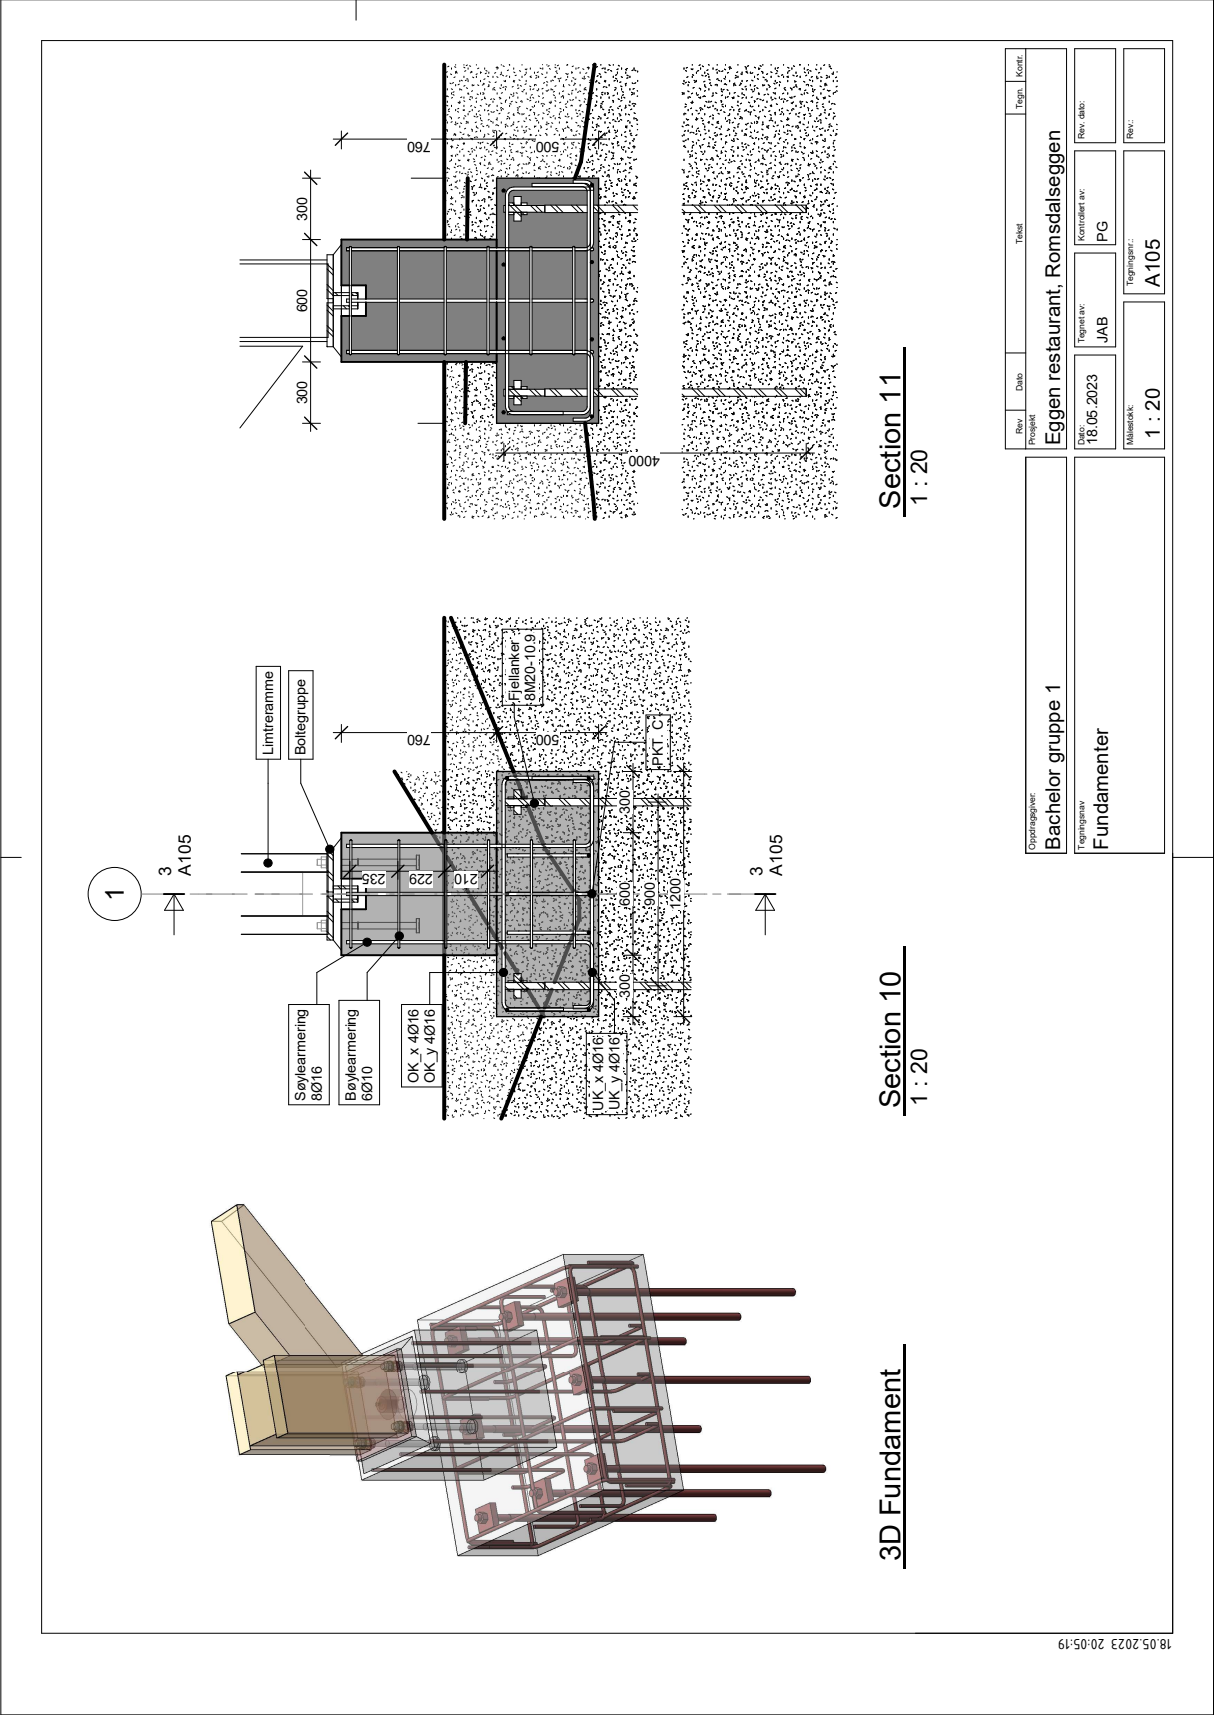 3D Fundament
Søylearmering
8Ø16
Bøylearmering
6Ø10
OK_x 4Ø16
OK_y 4Ø16
UK_x 4Ø16
UK_y 4Ø16
1
3
A105
Limtreramme
Boltegruppe
235
229
210
760
500
Fjellanker
8M20-10.9
PKT_C
300
600
300
900
1200
3
A105
Section 10
1 : 20
300
600
300
760
500
4000
Section 11
1 : 20
Rev
Dato
Tekst
Tegn.
Kontr.
Oppdragsgiver:
Bachelor gruppe 1
Prosjekt
Eggen restaurant, Romsdalseggen
Tegningsnav
Fundamenter
Dato:
18.05.2023
Tegnet av:
JAB
Kontrollert av:
PG
Rev. dato:
Målestokk:
1 : 20
Tegningsnr.:
A105
Rev.:
18.05.2023 20:05:19